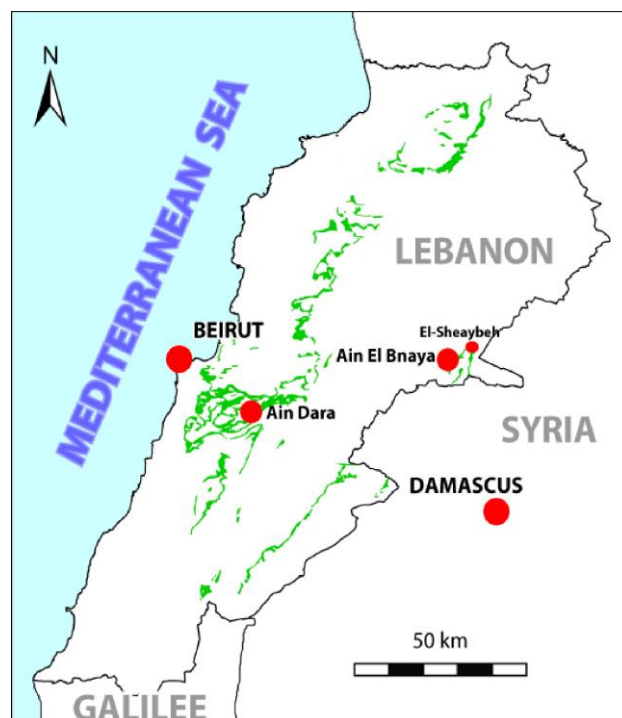 N
MEDITERRANEAN SEA
LEBANON
BEIRUT
El-Sheaybeh
Ain El Bnaya
Ain Dara
SYRIA
DAMASCUS
50 km
GALILEE